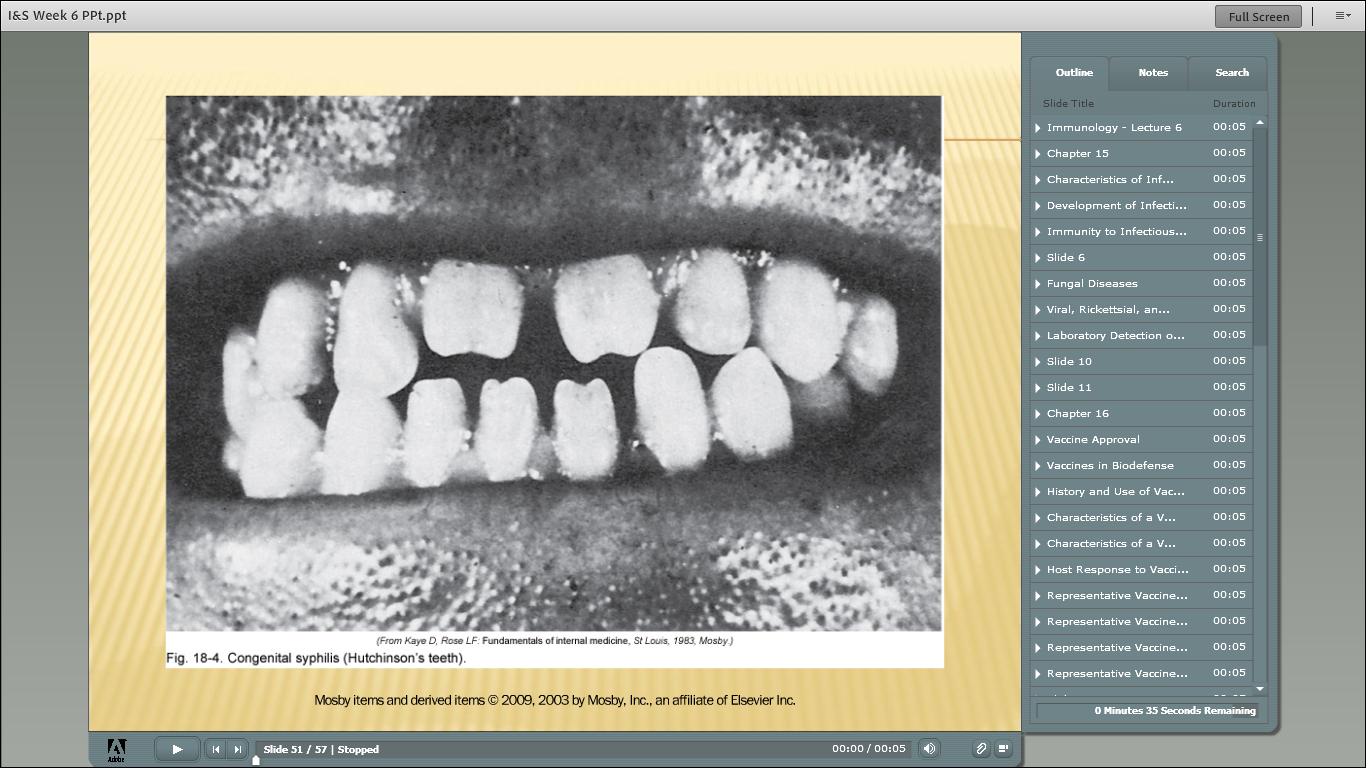 I&S Week 6 PPt.ppt
Full Screen
(From Kaye D, Rose LF: Fundamentals of internal medicine, St Louis, 1983, Mosby.)
Fig. 18-4. Congenital syphilis (Hutchinson's teeth).
Mosby items and derived items © 2009, 2003 by Mosby, Inc., an affiliate of Elsevier Inc.
Outline Notes Search
Slide Title Duration
Immunology - Lecture 6 00:05
Chapter 15 00:05
Characteristics of Inf... 00:05
Development of Infecti... 00:05
Immunity to Infectious... 00:05
Slide 6 00:05
Fungal Diseases 00:05
Viral, Rickettsial, an... 00:05
Laboratory Detection o... 00:05
Slide 10 00:05
Slide 11 00:05
Chapter 16 00:05
Vaccine Approval 00:05
Vaccines in Biodefense 00:05
History and Use of Vac... 00:05
Characteristics of a V... 00:05
Characteristics of a V... 00:05
Host Response to Vacci... 00:05
Representative Vaccine... 00:05
Representative Vaccine... 00:05
Representative Vaccine... 00:05
Representative Vaccine... 00:05
0 Minutes 35 Seconds Remaining
Adobe
Slide 51 / 57 | Stopped 00:00 / 00:05